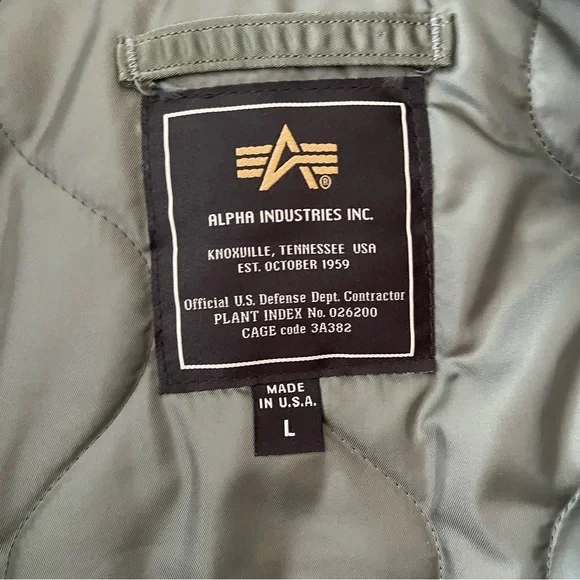 ®
ALPHA INDUSTRIES INC.
KNOXVILLE, TENNESSEE USA
EST. OCTOBER 1959
Official U.S. Defense Dept. Contractor
PLANT INDEX No. 026200
CAGE code 3A382
MADE
IN U.S.A.
L